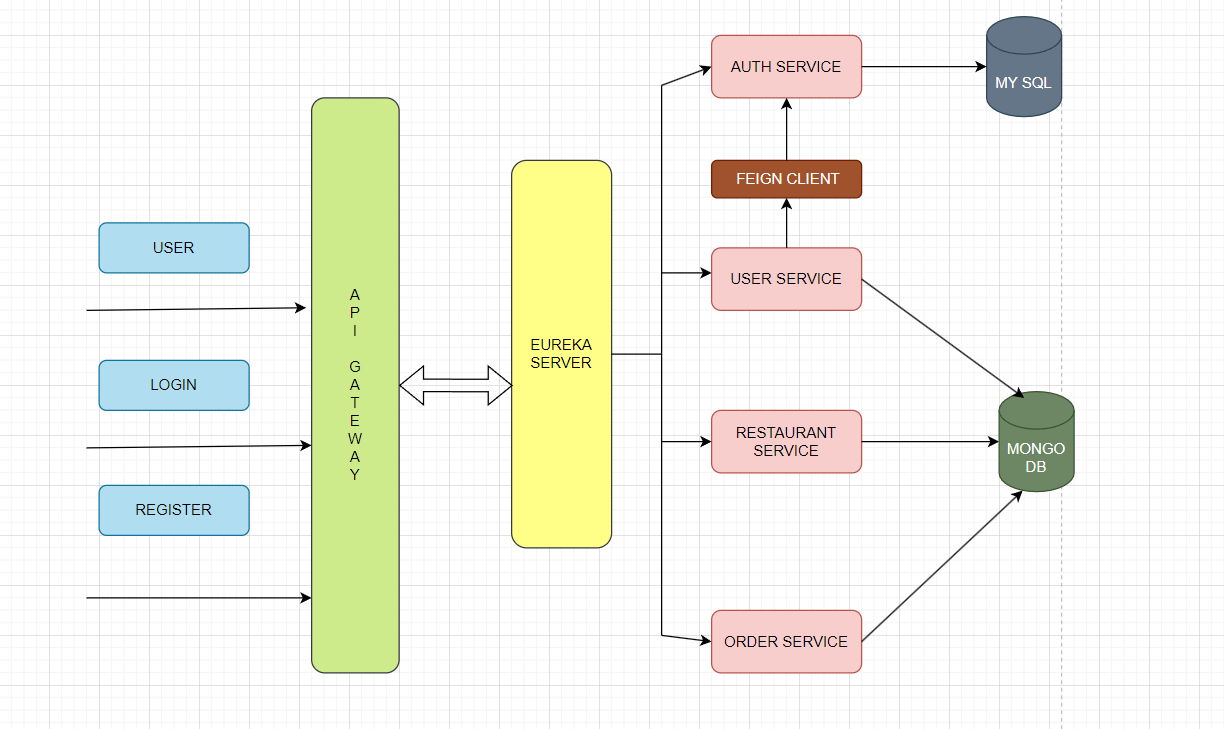 USER
LOGIN
REGISTER
A
P
I
G
A
T
E
W
A
Y
EUREKA
SERVER
AUTH SERVICE
FEIGN CLIENT
USER SERVICE
RESTAURANT
SERVICE
ORDER SERVICE
MY SQL
MONGO
DB